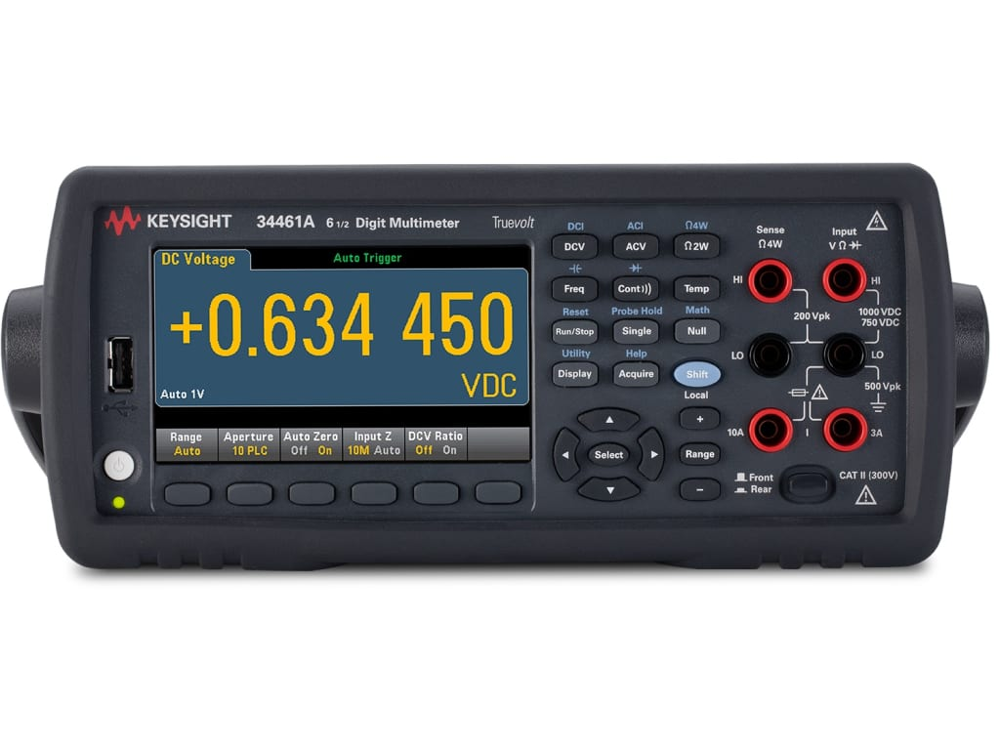 KEYSIGHT 34461A 6 1/2 Digit Multimeter Truevolt
DC Voltage Auto Trigger
+0.634 450
VDC
Auto 1V
Range Aperture Auto Zero Input Z DCV Ratio
Auto 10 PLC Off On 10M Auto Off On
DCI ACI Ω4W
DCV ACV Ω2W
Freq Cont Temp
Reset Probe Hold Math
Run/Stop Single Null
Utility Help
Display Acquire Shift
Local
+
Select Range
−
Sense
Ω4W
Input
V Ω
HI HI
200 Vpk
1000 VDC
750 VDC
LO LO
500 Vpk
10A I 3A
Front
Rear
CAT II (300V)